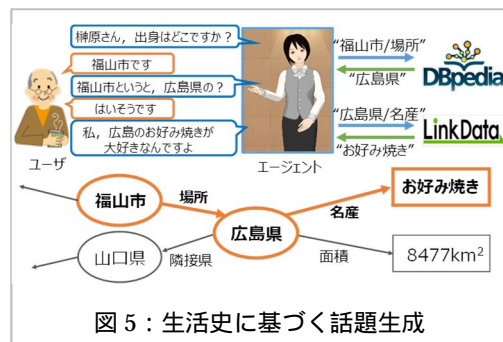 榊原さん，出身はどこですか？
福山市です
福山市というと，広島県の？
はいそうです
私，広島のお好み焼きが
大好きなんですよ
ユーザ
エージェント
“福山市/場所”
“広島県”
DBpedia
“広島県/名産”
LinkData
“お好み焼き”
福山市
場所
お好み焼き
名産
広島県
山口県
隣接県
面積
8477km²
図 5：生活史に基づく話題生成